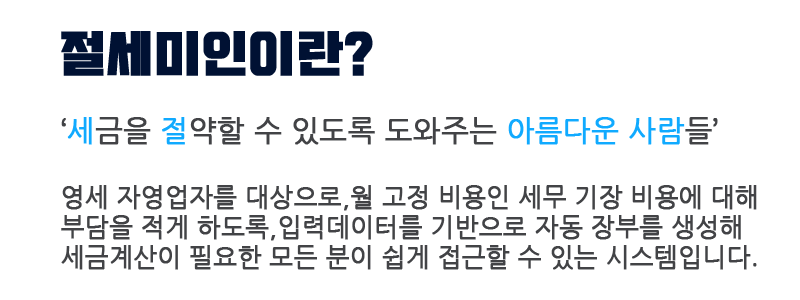 절세미인이란?
‘세금을 절약할 수 있도록 도와주는 아름다운 사람들’
영세 자영업자를 대상으로,월 고정 비용인 세무 기장 비용에 대해
부담을 적게 하도록,입력데이터를 기반으로 자동 장부를 생성해
세금계산이 필요한 모든 분이 쉽게 접근할 수 있는 시스템입니다.